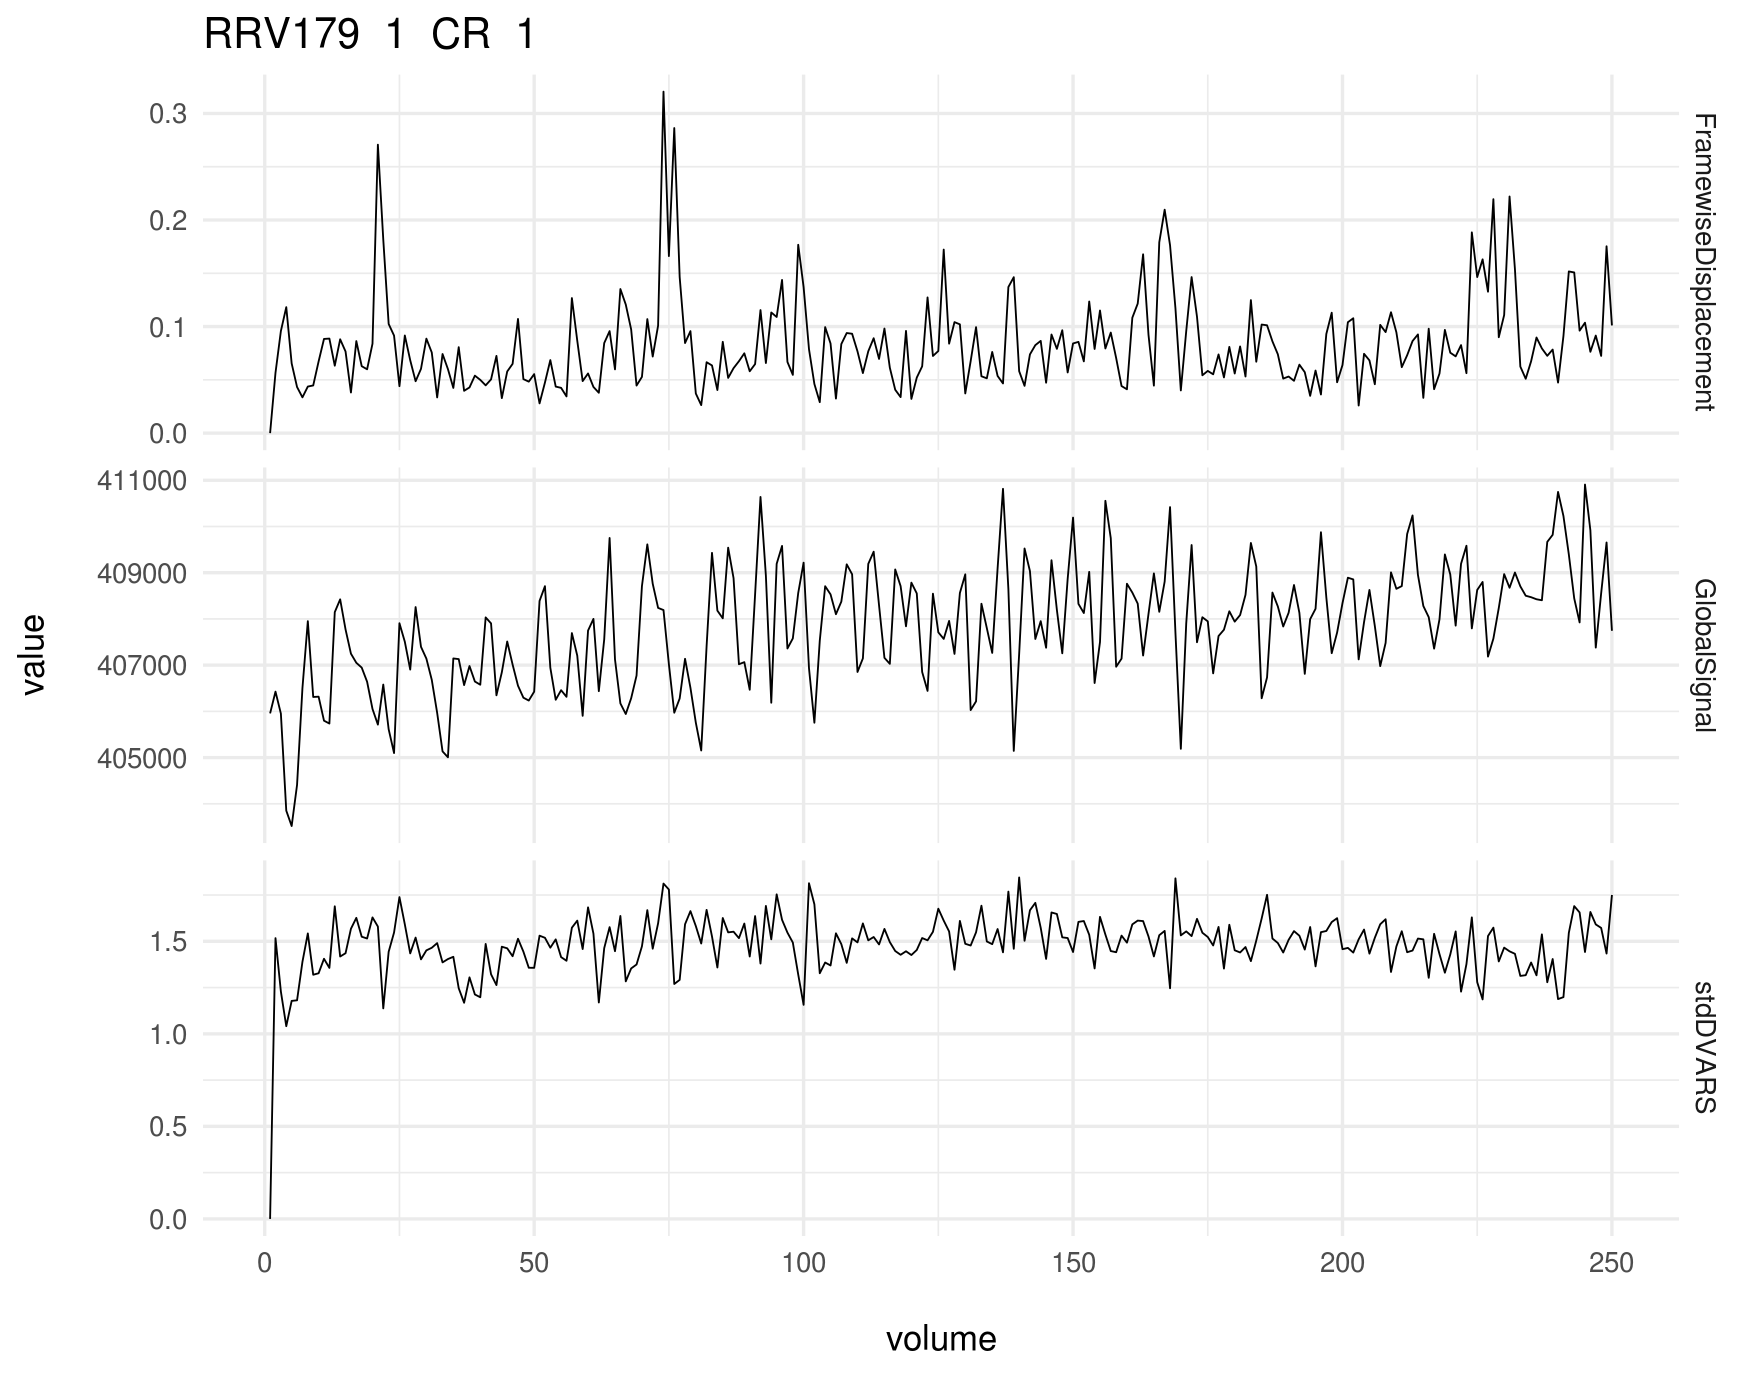 RRV179 1 CR 1
0.3
0.2
0.1
0.0
FramewiseDisplacement
411000
409000
407000
405000
GlobalSignal
1.5
1.0
0.5
0.0
stdDVARS
value
0 50 100 150 200 250
volume